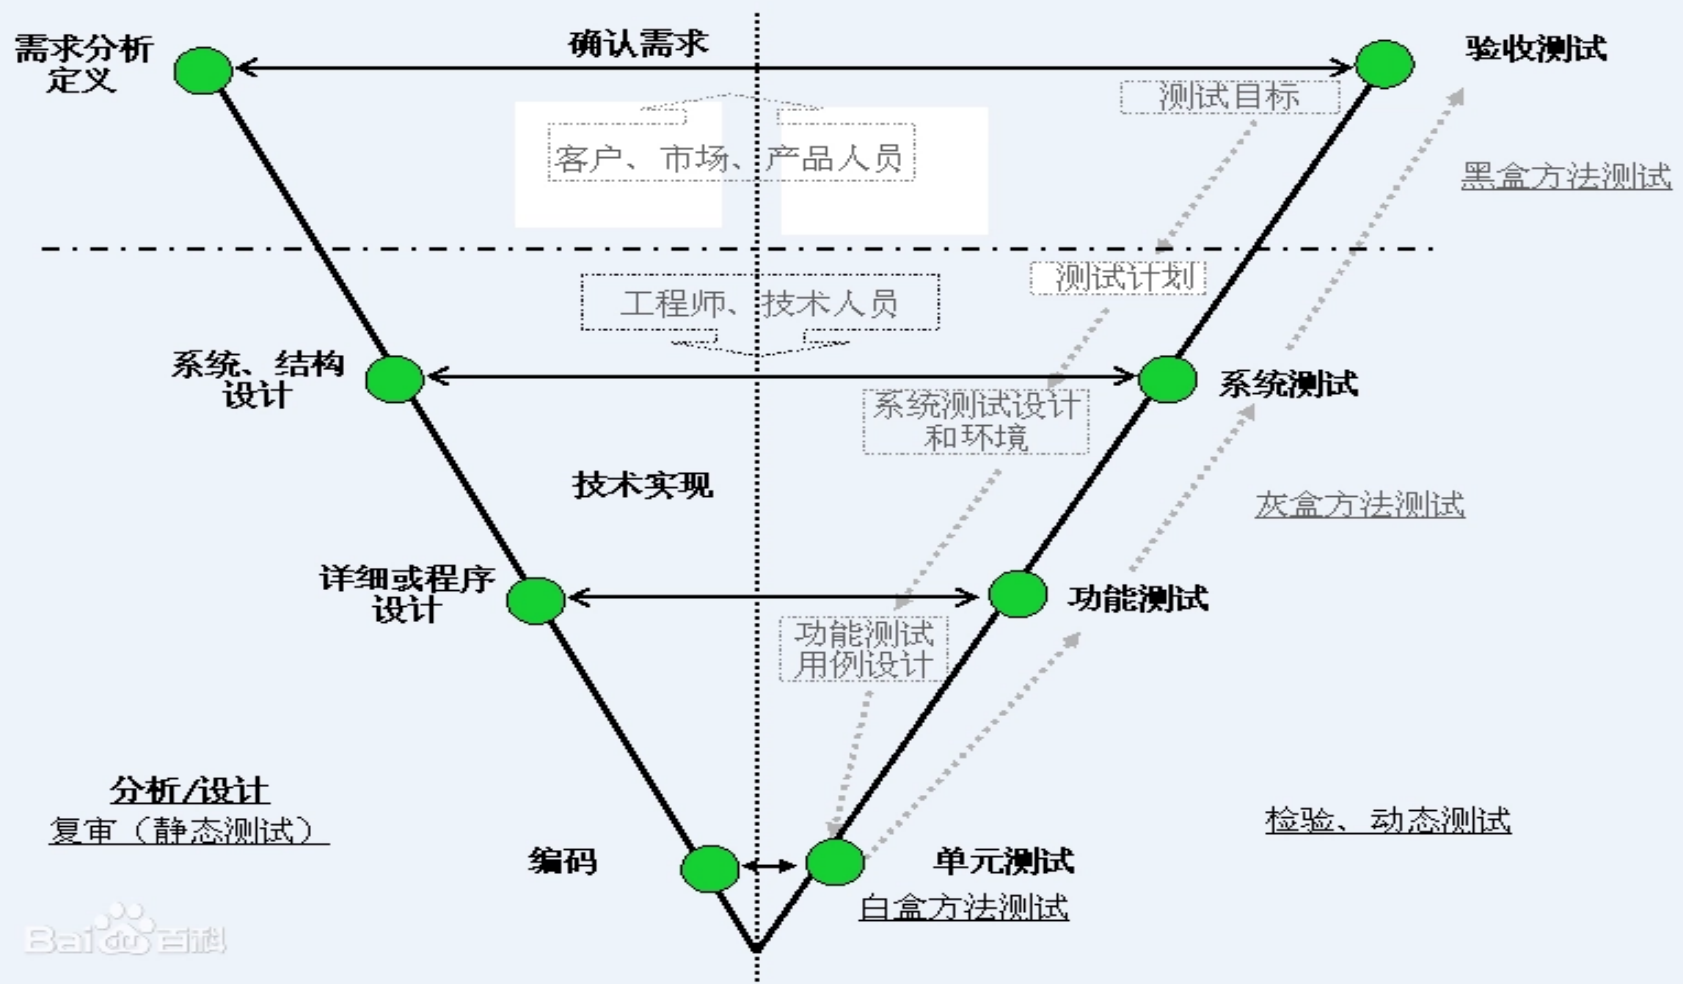 需求分析
定义
确认需求
验收测试
测试目标
客户、市场、产品人员
黑盒方法测试
测试计划
工程师、技术人员
系统、结构
设计
系统测试
系统测试设计
和环境
技术实现
灰盒方法测试
详细或程序
设计
功能测试
功能测试
用例设计
分析/设计
复审（静态测试）
检验、动态测试
编码
单元测试
白盒方法测试
Baidu百科